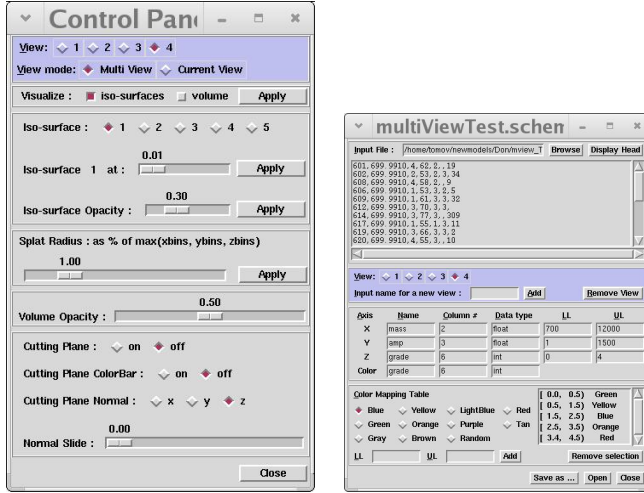 Control Pan
View: 1 2 3 4
View mode: Multi View Current View
Visualize : iso-surfaces volume Apply
Iso-surface : 1 2 3 4 5
0.01
Iso-surface 1 at : Apply
0.30
Iso-surface Opacity : Apply
Splat Radius : as % of max(xbins, ybins, zbins)
1.00
Apply
0.50
Volume Opacity :
Cutting Plane : on off
Cutting Plane ColorBar : on off
Cutting Plane Normal : x y z
0.00
Normal Slide :
Close
multiViewTest.schem
Input File : /home/tomov/newmodels/Don/mview_T Browse Display Head
601,699.9910,4,62,2,.19
602,699.9910,2,53,2,3,34
608,699.9910,4,58,2,.9
606,699.9910,1,53,3,2,5
609,699.9910,1,61,3,3,32
612,699.9910,3,70,3,3,
614,699.9910,3,77,3,.309
617,699.9910,1,55,1,3,11
619,699.9910,3,66,3,3,2
620,699.9910,4,55,3,.10
View: 1 2 3 4
Input name for a new view : Add Remove View
Axis Name Column # Data type LL UL
X mass 2 float 700 12000
Y amp 3 float 1 1500
Z grade 6 int 0 4
Color grade 6 int
Color Mapping Table
Blue Yellow LightBlue Red
Green Orange Purple Tan
Gray Brown Random
[ 0.0, 0.5) Green
[ 0.5, 1.5) Yellow
[ 1.5, 2.5) Blue
[ 2.5, 3.5) Orange
[ 3.4, 4.5) Red
LL UL Add Remove selection
Save as ... Open Close